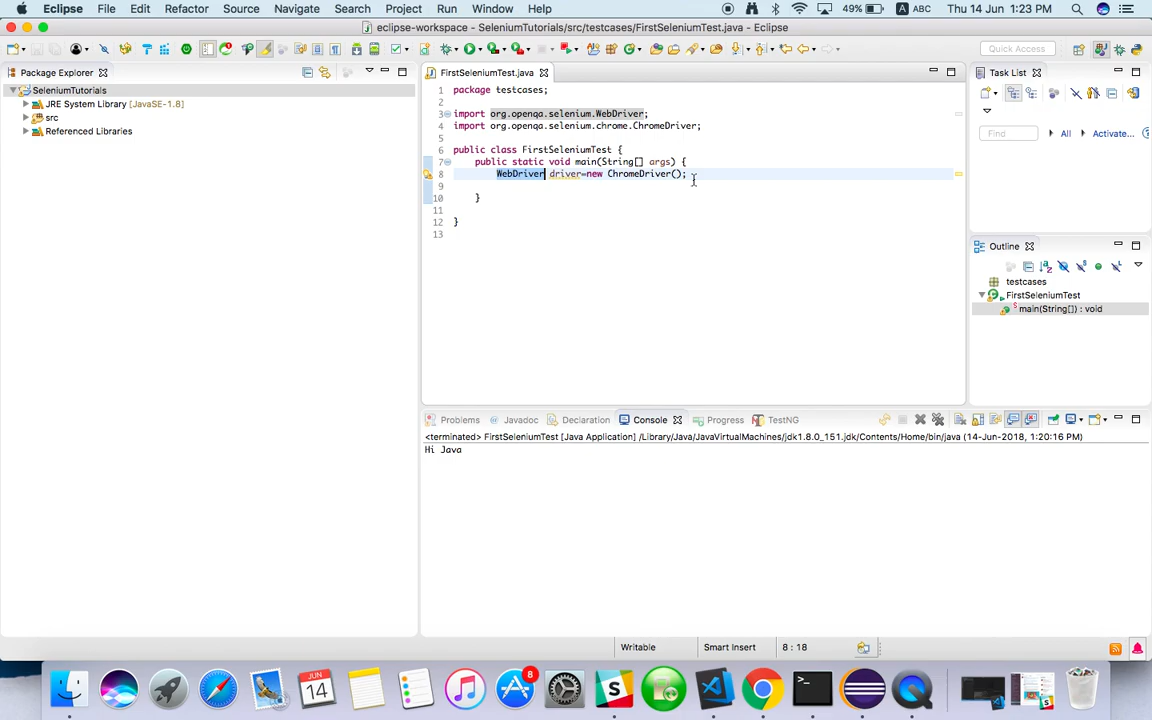 Eclipse File Edit Refactor Source Navigate Search Project Run Window Help 49% ABC Thu 14 Jun 1:23 PM
eclipse-workspace - SeleniumTutorials/src/testcases/FirstSeleniumTest.java - Eclipse
Quick Access
Package Explorer
SeleniumTutorials
JRE System Library [JavaSE-1.8]
src
Referenced Libraries
FirstSeleniumTest.java
1 package testcases;
2
3 import org.openqa.selenium.WebDriver;
4 import org.openqa.selenium.chrome.ChromeDriver;
5
6 public class FirstSeleniumTest {
7 public static void main(String[] args) {
8 WebDriver driver=new ChromeDriver();
9
10 }
11
12 }
13
Task List
Find All Activate...
Outline
testcases
FirstSeleniumTest
main(String[]) : void
Problems Javadoc Declaration Console Progress TestNG
<terminated> FirstSeleniumTest [Java Application] /Library/Java/JavaVirtualMachines/jdk1.8.0_151.jdk/Contents/Home/bin/java (14-Jun-2018, 1:20:16 PM)
Hi Java
Writable Smart Insert 8 : 18
JUN
14
8